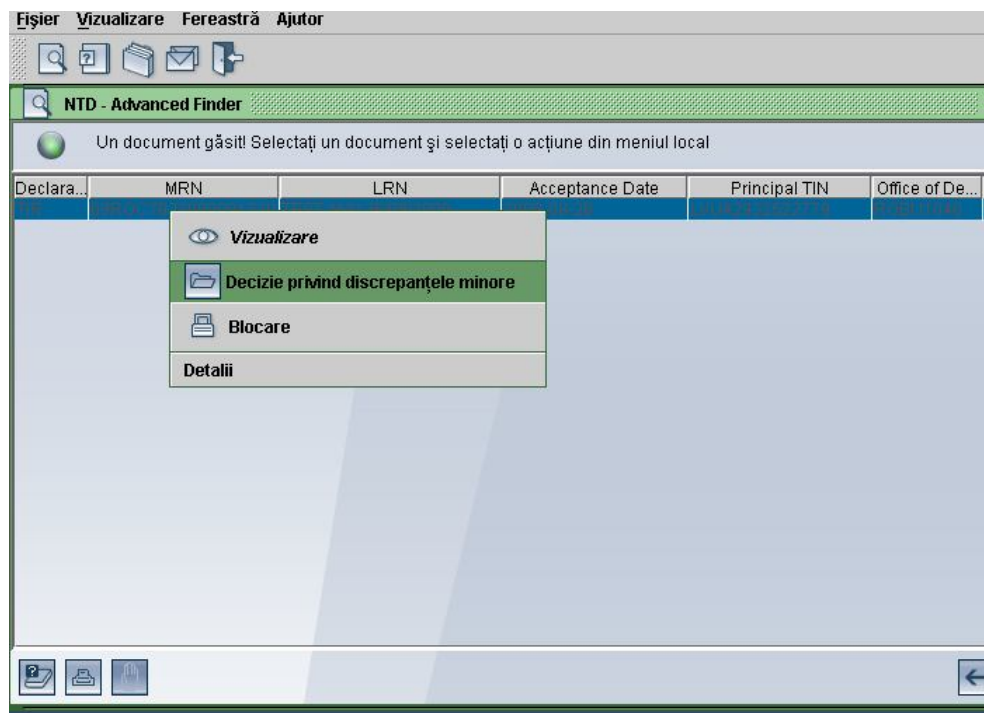 Fişier Vizualizare Fereastră Ajutor
NTD - Advanced Finder
Un document găsit! Selectaţi un document şi selectaţi o acţiune din meniul local
Declara... MRN LRN Acceptance Date Principal TIN Office of De...
Vizualizare
Decizie privind discrepanţele minore
Blocare
Detalii